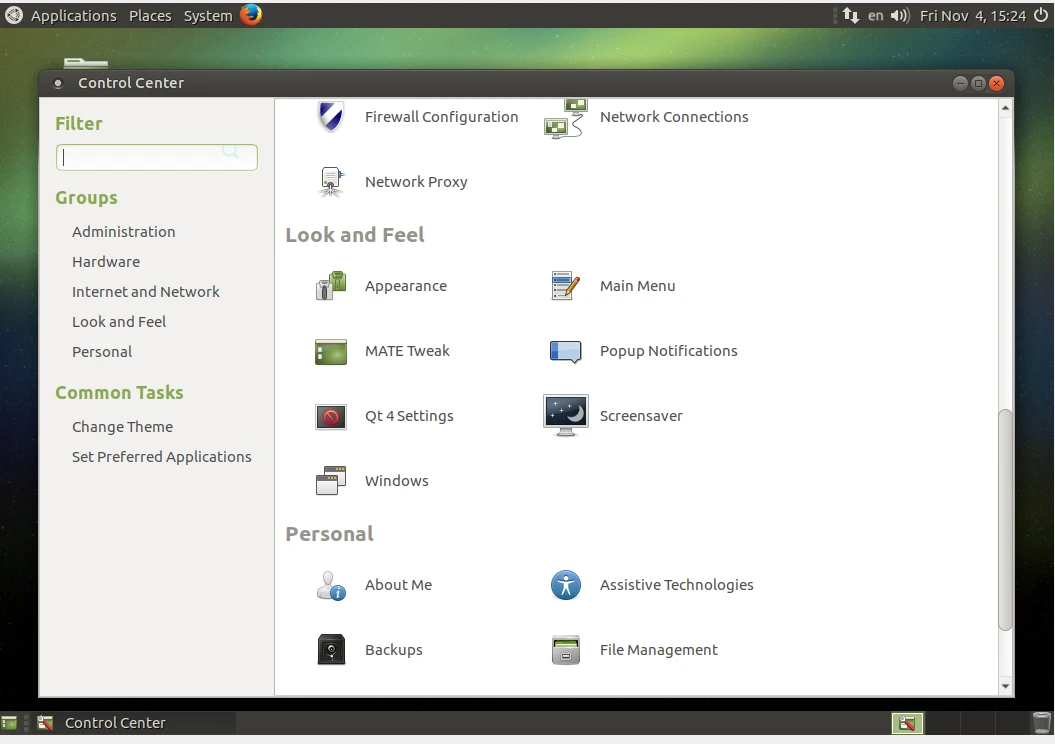 Applications Places System en Fri Nov 4, 15:24
Control Center
Filter
Groups
Administration
Hardware
Internet and Network
Look and Feel
Personal
Common Tasks
Change Theme
Set Preferred Applications
Firewall Configuration Network Connections
Network Proxy
Look and Feel
Appearance Main Menu
MATE Tweak Popup Notifications
Qt 4 Settings Screensaver
Windows
Personal
About Me Assistive Technologies
Backups File Management
Control Center